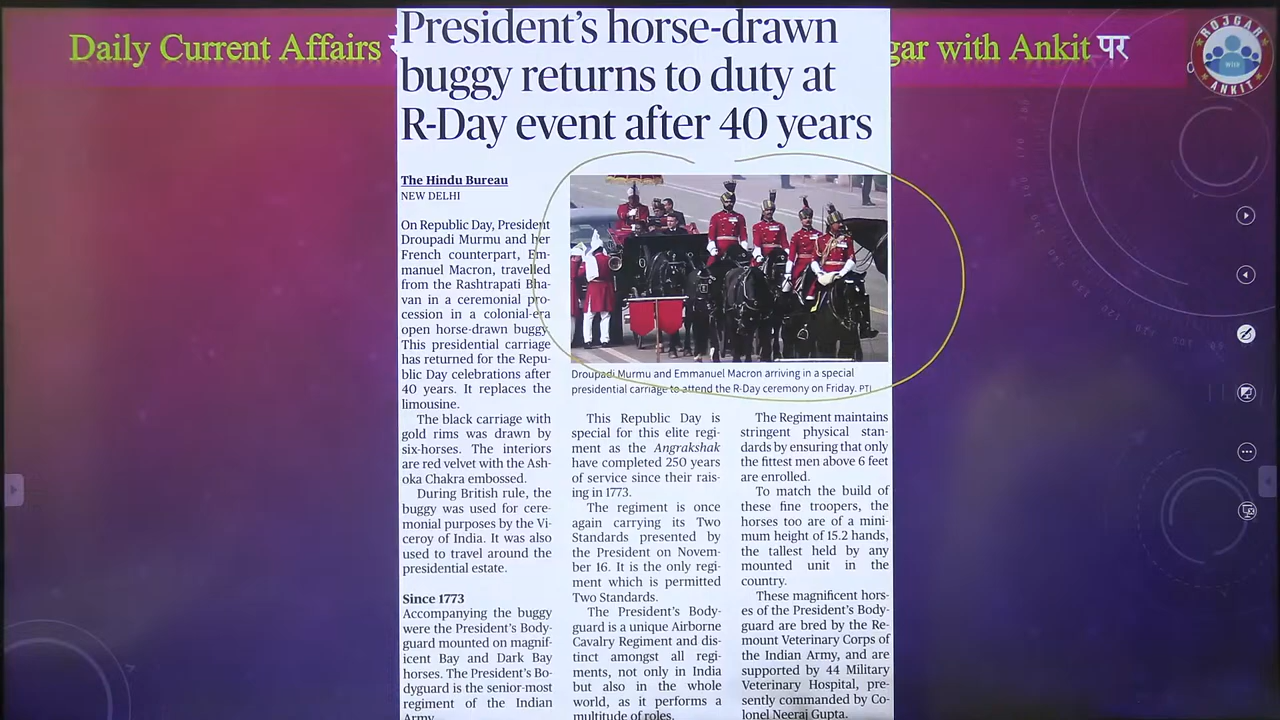 Daily Current Affairs
gar with Ankit पर
ROJGAR
WITH
ANKIT
President’s horse-drawn
buggy returns to duty at
R-Day event after 40 years
The Hindu Bureau
NEW DELHI
On Republic Day, President
Droupadi Murmu and her
French counterpart, Em-
manuel Macron, travelled
from the Rashtrapati Bha-
van in a ceremonial pro-
cession in a colonial-era
open horse-drawn buggy.
This presidential carriage
has returned for the Repu-
blic Day celebrations after
40 years. It replaces the
limousine.
The black carriage with
gold rims was drawn by
six-horses. The interiors
are red velvet with the Ash-
oka Chakra embossed.
During British rule, the
buggy was used for cere-
monial purposes by the Vi-
ceroy of India. It was also
used to travel around the
presidential estate.
Since 1773
Accompanying the buggy
were the President’s Body-
guard mounted on magnif-
icent Bay and Dark Bay
horses. The President’s Bo-
dyguard is the senior-most
regiment of the Indian
Army.
Droupadi Murmu and Emmanuel Macron arriving in a special
presidential carriage to attend the R-Day ceremony on Friday. PTI
This Republic Day is
special for this elite regi-
ment as the Angrakshak
have completed 250 years
of service since their rais-
ing in 1773.
The regiment is once
again carrying its Two
Standards presented by
the President on Novem-
ber 16. It is the only regi-
ment which is permitted
Two Standards.
The President’s Body-
guard is a unique Airborne
Cavalry Regiment and dis-
tinct amongst all regi-
ments, not only in India
but also in the whole
world, as it performs a
multitude of roles.
The Regiment maintains
stringent physical stan-
dards by ensuring that only
the fittest men above 6 feet
are enrolled.
To match the build of
these fine troopers, the
horses too are of a mini-
mum height of 15.2 hands,
the tallest held by any
mounted unit in the
country.
These magnificent hors-
es of the President’s Body-
guard are bred by the Re-
mount Veterinary Corps of
the Indian Army, and are
supported by 44 Military
Veterinary Hospital, pre-
sently commanded by Co-
lonel Neeraj Gupta.